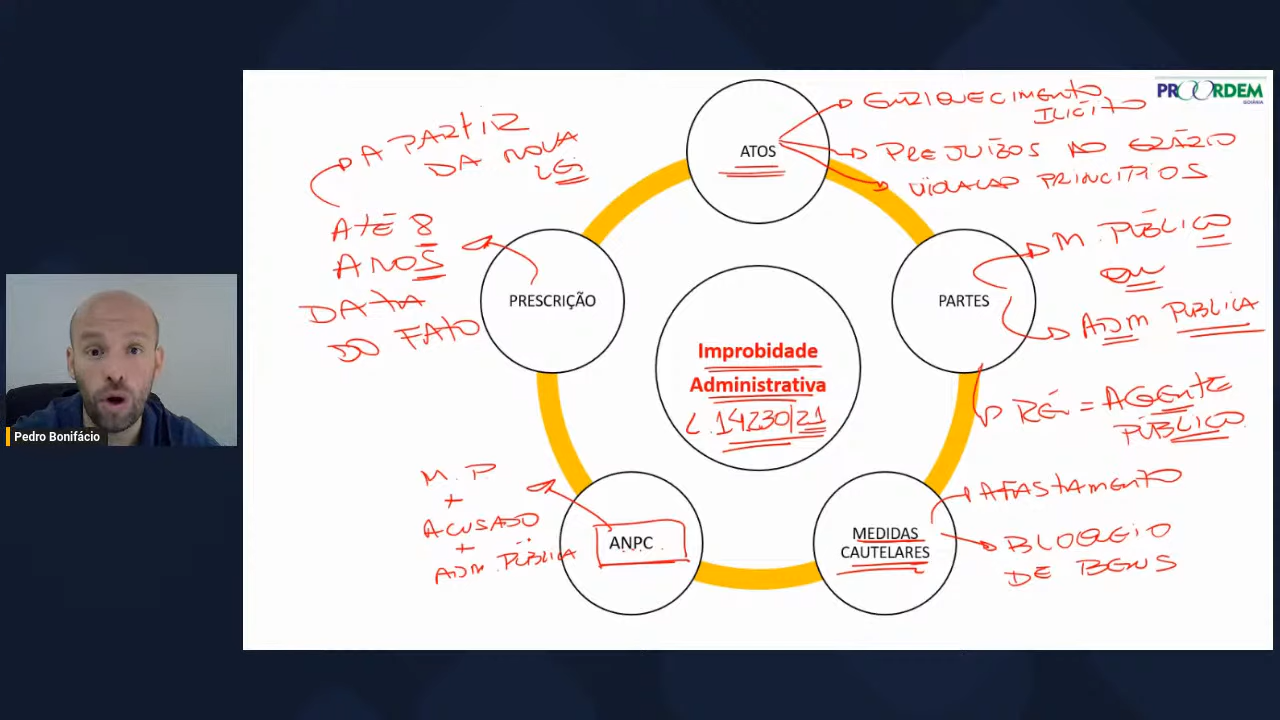 PROORDEM
GOIÂNIA
ATOS
ENRIQUECIMENTO
ILÍCITO
PREJUÍZOS AO ERÁRIO
VIOLAÇÃO PRINCÍPIOS
PARTES
M. PÚBLICO
OU
ADM PÚBLICA
RÉU = AGENTE
PÚBLICO
MEDIDAS
CAUTELARES
AFASTAMENTO
BLOQUEIO
DE BENS
ANPC
M.P
+
ACUSADO
+
ADM. PÚBLICA
PRESCRIÇÃO
ATÉ 8
ANOS
DATA
DO FATO
A PARTIR
DA NOVA
LEI
Improbidade
Administrativa
L.14230/21
Pedro Bonifácio